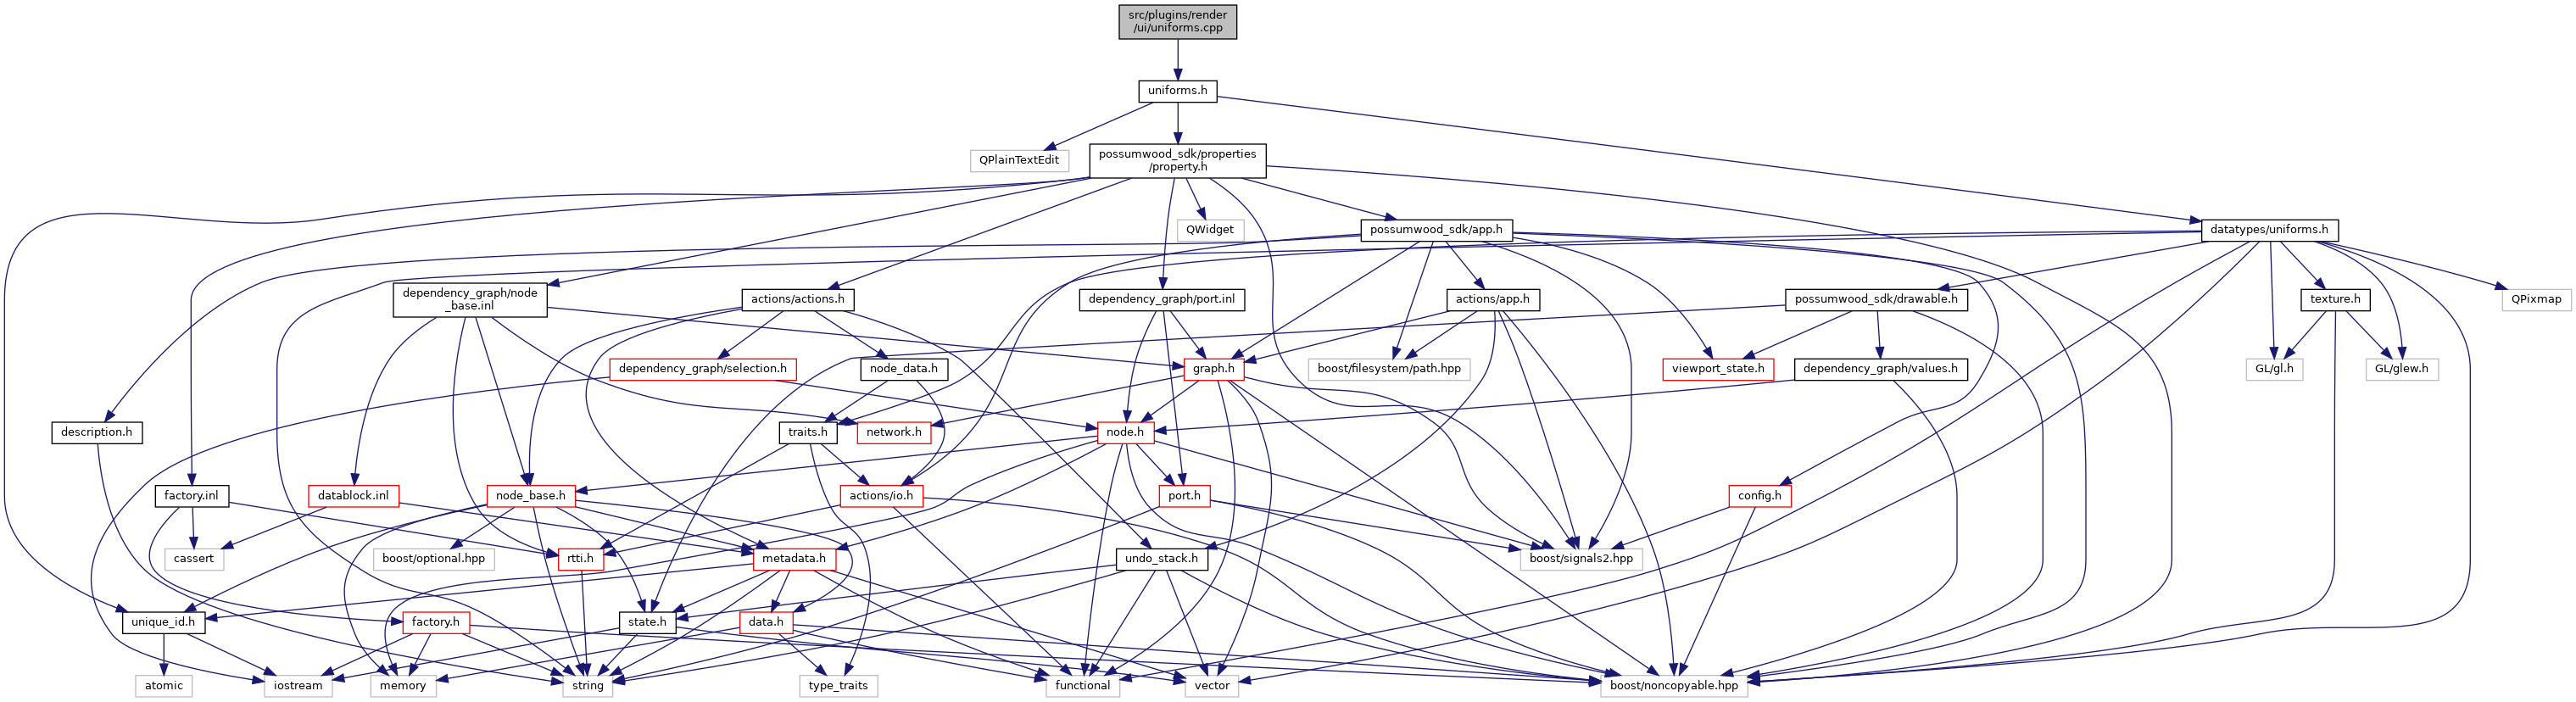 src/plugins/render
/ui/uniforms.cpp
uniforms.h
QPlainTextEdit
possumwood_sdk/properties
/property.h
QWidget
possumwood_sdk/app.h
datatypes/uniforms.h
dependency_graph/node
_base.inl
actions/actions.h
dependency_graph/port.inl
actions/app.h
possumwood_sdk/drawable.h
texture.h
QPixmap
dependency_graph/selection.h
node_data.h
graph.h
boost/filesystem/path.hpp
viewport_state.h
dependency_graph/values.h
GL/gl.h
GL/glew.h
description.h
traits.h
network.h
node.h
factory.inl
datablock.inl
node_base.h
actions/io.h
port.h
config.h
cassert
boost/optional.hpp
rtti.h
metadata.h
undo_stack.h
boost/signals2.hpp
unique_id.h
factory.h
state.h
data.h
atomic
iostream
memory
string
type_traits
functional
vector
boost/noncopyable.hpp